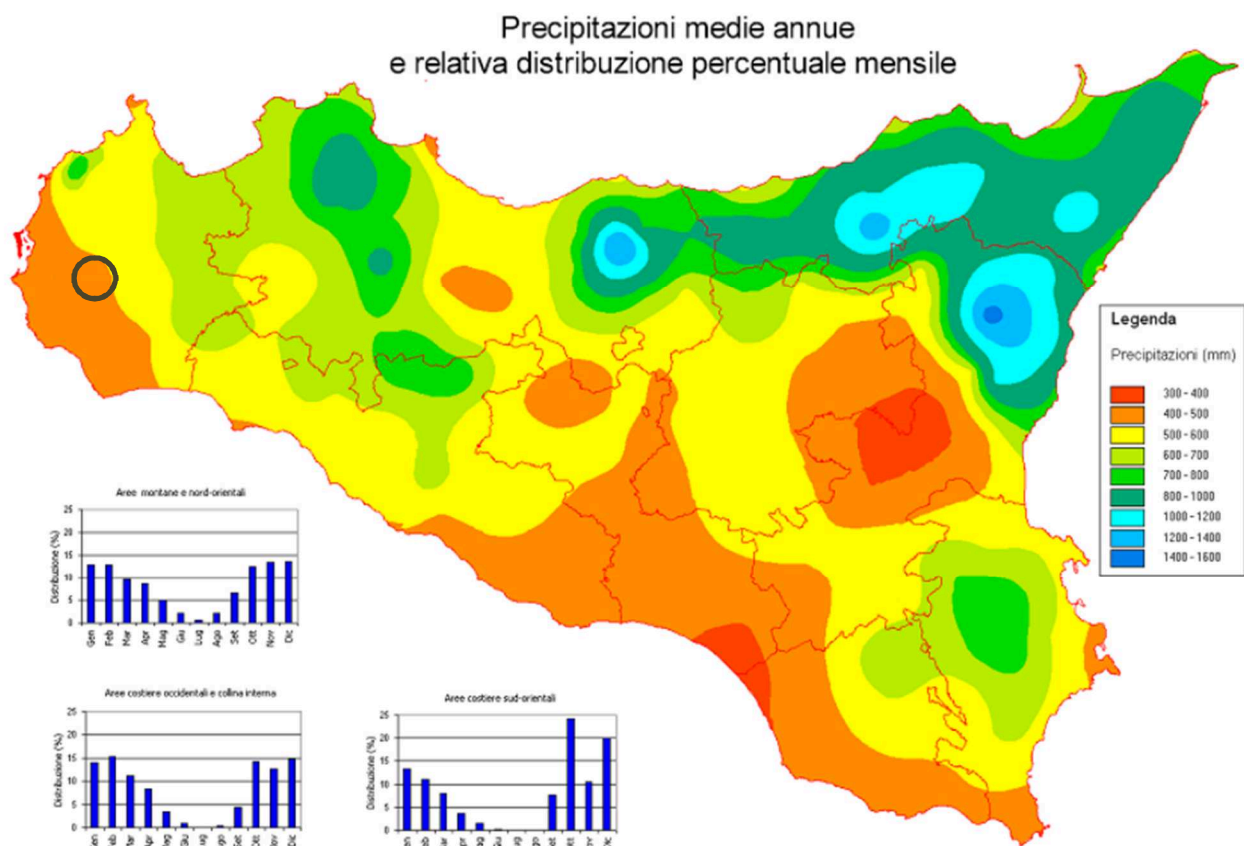 Precipitazioni medie annue
e relativa distribuzione percentuale mensile
Legenda
Precipitazioni (mm)
300 - 400
400 - 500
500 - 600
600 - 700
700 - 800
800 - 1000
1000 - 1200
1200 - 1400
1400 - 1600
Aree montane e nord-orientali
Distribuzione (%)
25
20
15
10
5
0
Gen Feb Mar Apr Mag Giu Lug Ago Set Ott Nov Dic
Aree costiere occidentali e collina interna
Distribuzione (%)
25
20
15
10
5
0
Aree costiere sud-orientali
Distribuzione (%)
25
20
15
10
5
0